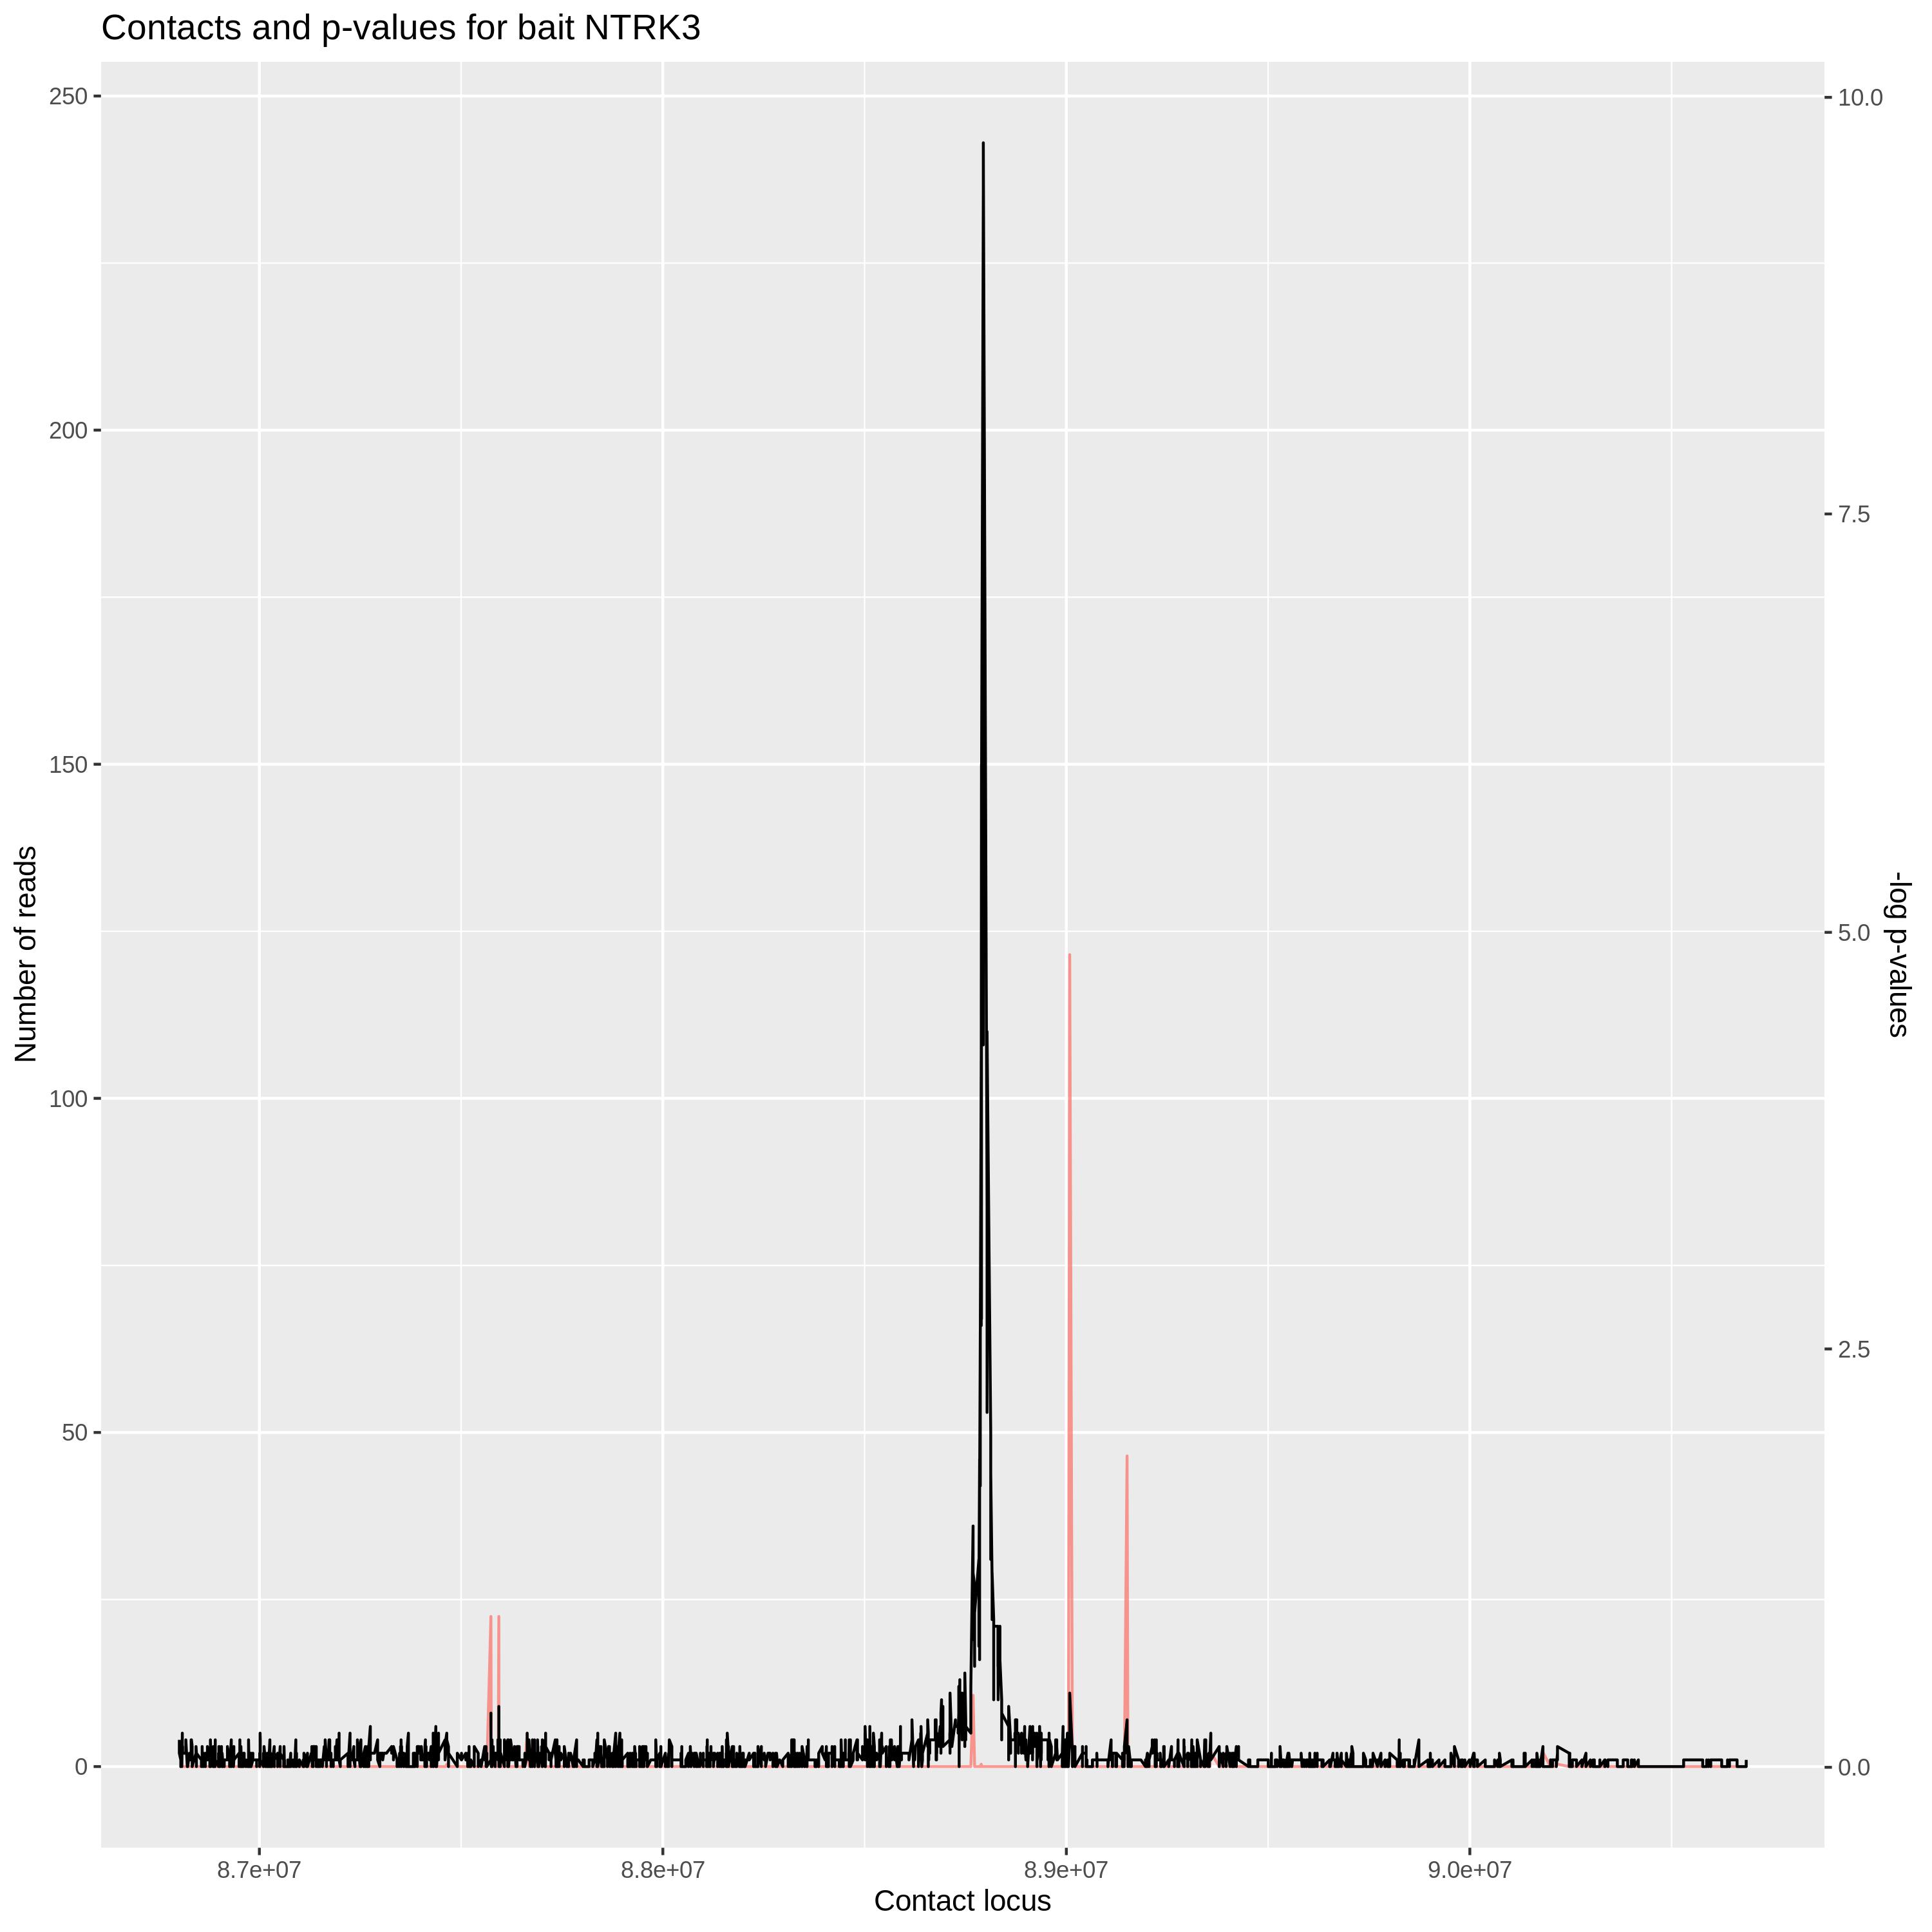 Contacts and p-values for bait NTRK3
250
200
150
100
50
0
Number of reads
10.0
7.5
5.0
2.5
0.0
-log p-values
8.7e+07
8.8e+07
8.9e+07
9.0e+07
Contact locus